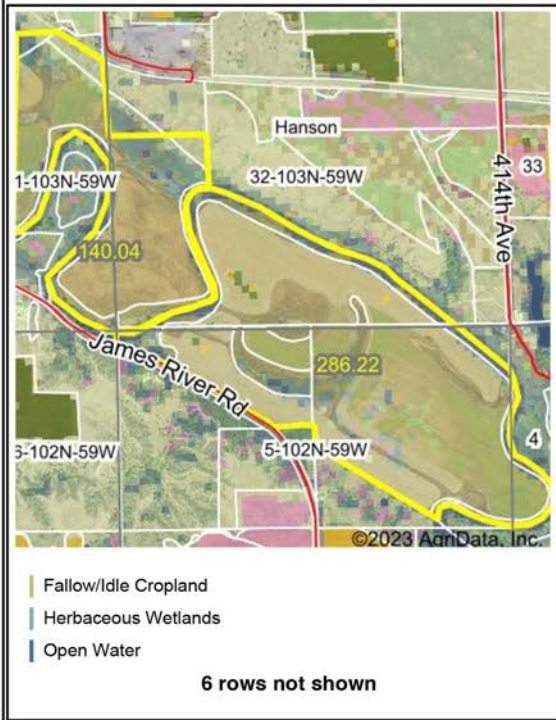 Hanson
1-103N-59W
32-103N-59W
33
414th Ave
140.04
286.22
James River Rd
6-102N-59W
5-102N-59W
4
©2023 AgriData, Inc.
Fallow/Idle Cropland
Herbaceous Wetlands
Open Water
6 rows not shown